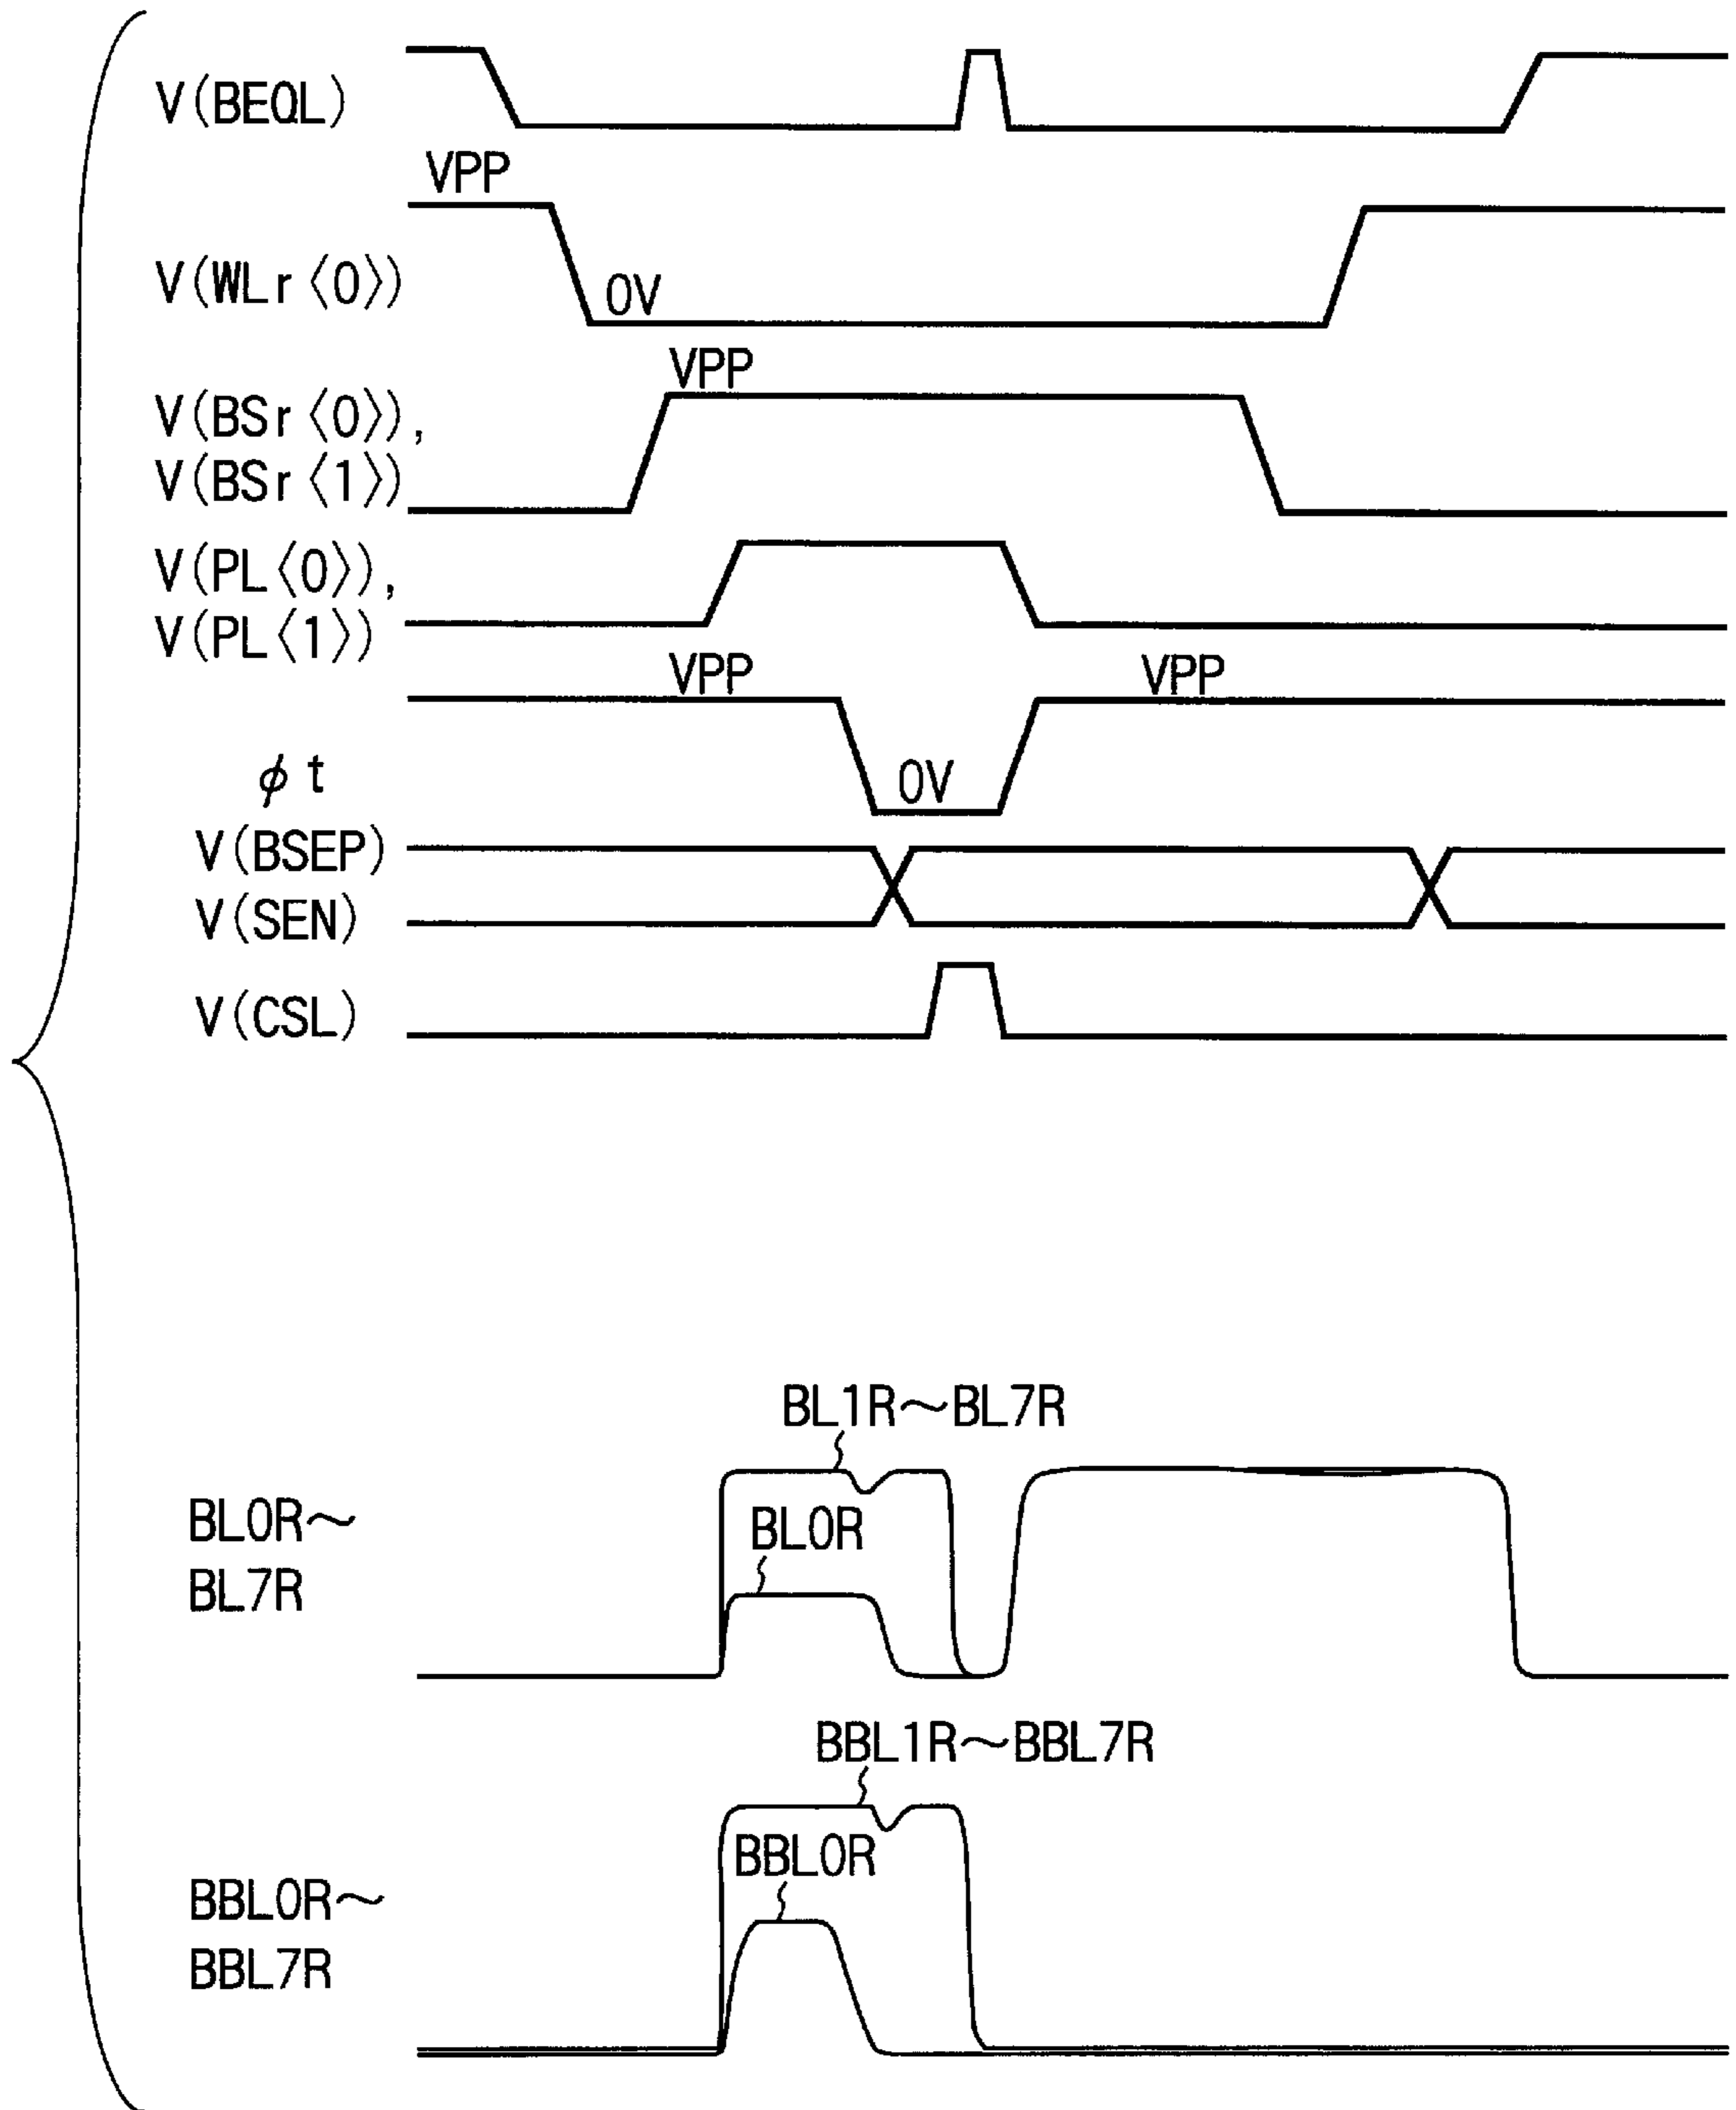 V(BEQL)
VPP
V(WLr〈0〉)
0V
VPP
V(BSr〈0〉),
V(BSr〈1〉)
V(PL〈0〉),
V(PL〈1〉)
VPP
VPP
φt
0V
V(BSEP)
V(SEN)
V(CSL)
BL1R～BL7R
BL0R
BL0R～
BL7R
BBL1R～BBL7R
BBL0R
BBL0R～
BBL7R